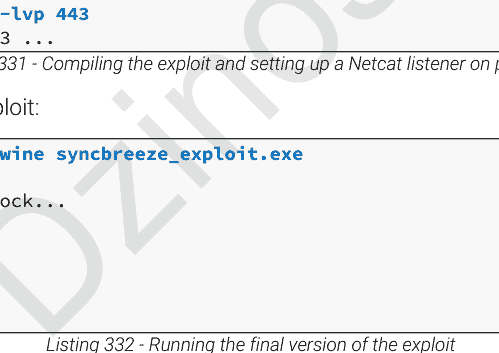 -lvp 443
3 ...
331 - Compiling the exploit and setting up a Netcat listener on
ploit:
wine syncbreeze_exploit.exe
ock...
Listing 332 - Running the final version of the exploit